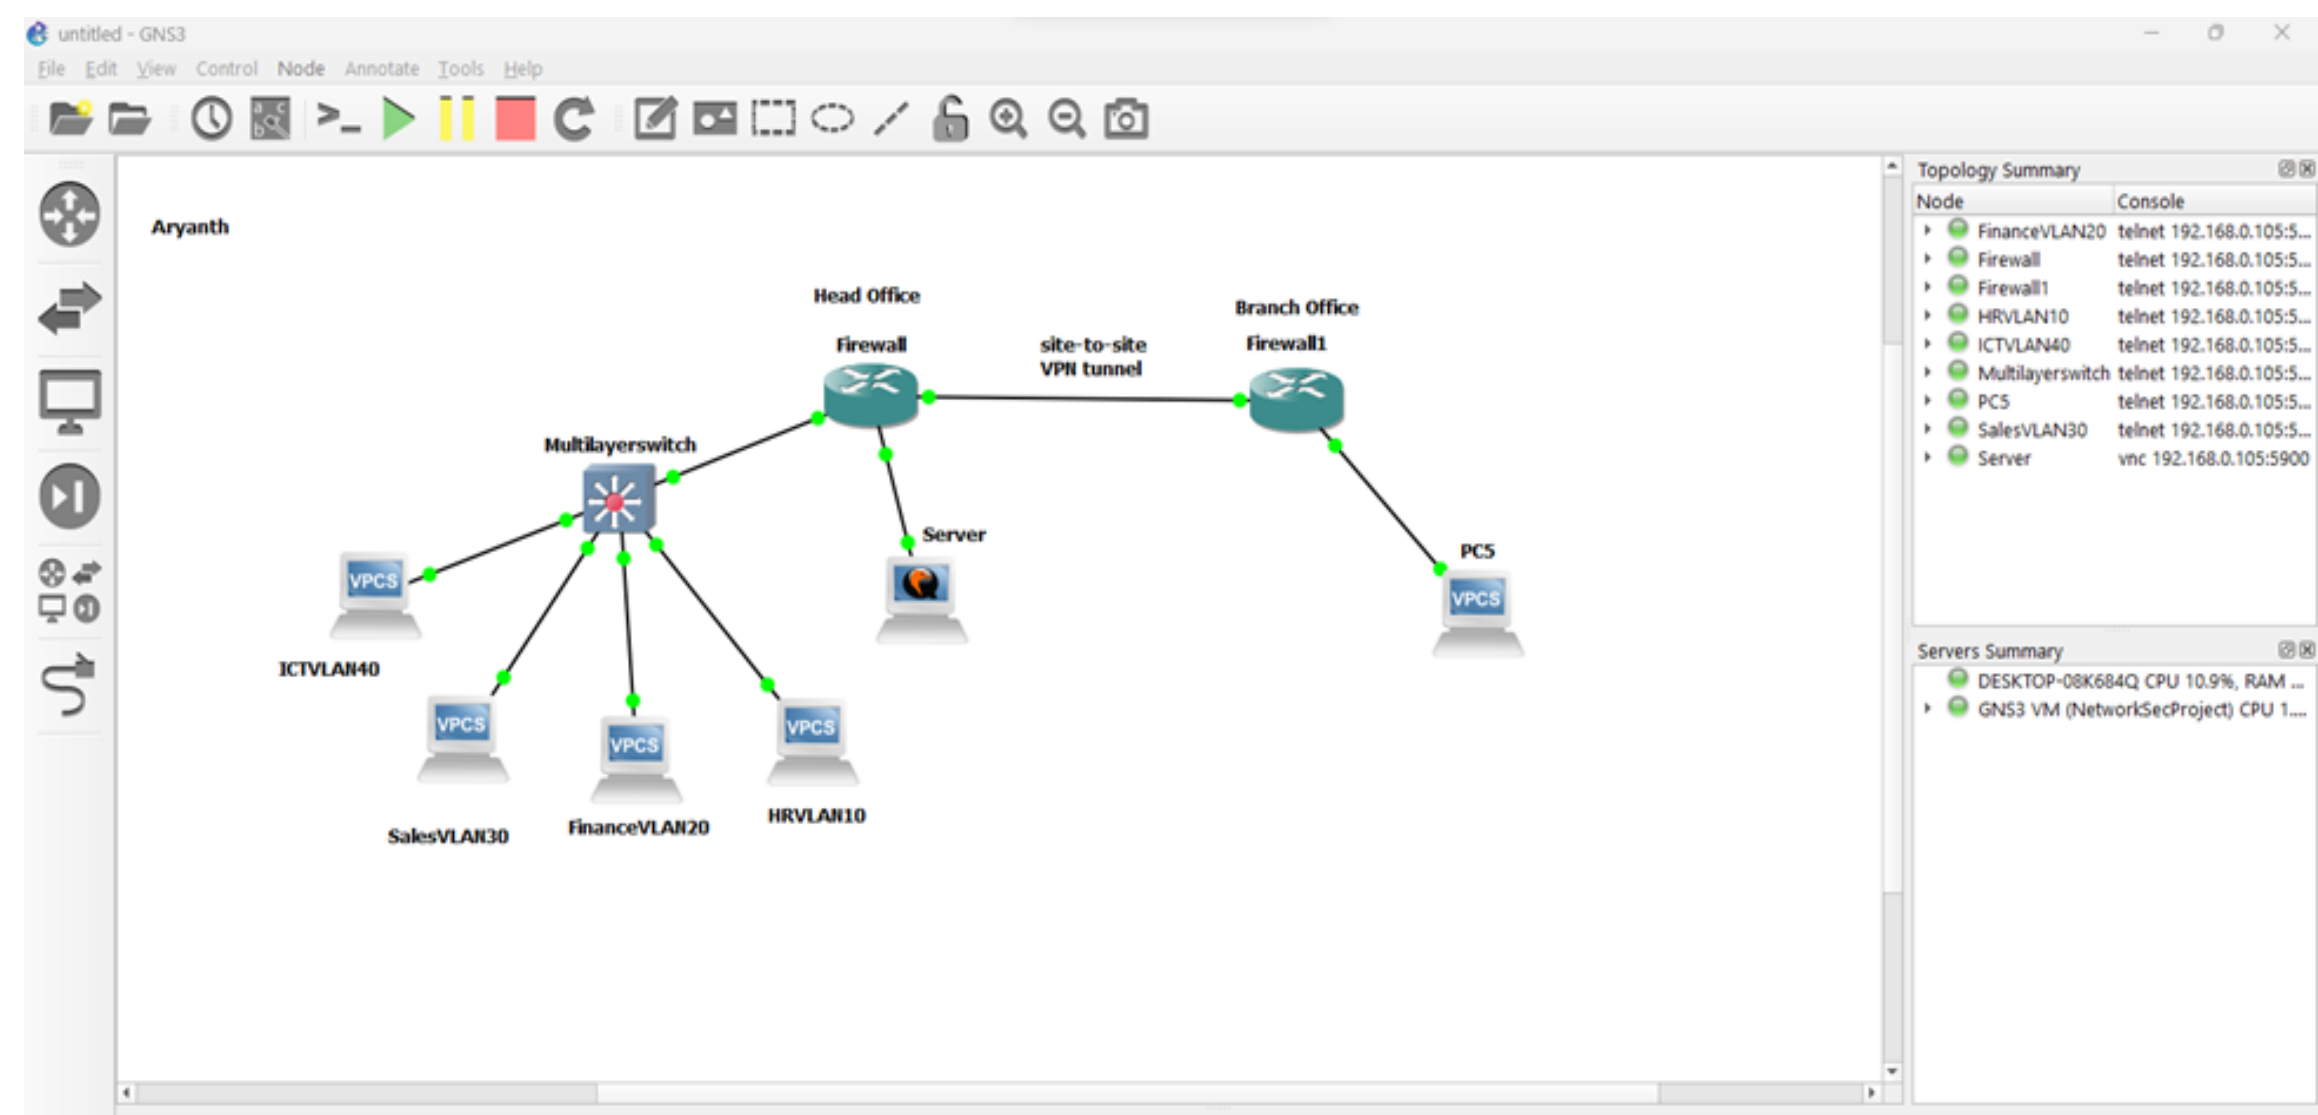 untitled - GNS3
File Edit View Control Node Annotate Tools Help
Aryanth
Head Office
Branch Office
Firewall
site-to-site
VPN tunnel
Firewall1
Multilayerswitch
Server
PC5
VPCS
VPCS
ICTVLAN40
VPCS
VPCS
VPCS
SalesVLAN30
FinanceVLAN20
HRVLAN10
Topology Summary
Node Console
FinanceVLAN20 telnet 192.168.0.105:5...
Firewall telnet 192.168.0.105:5...
Firewall1 telnet 192.168.0.105:5...
HRVLAN10 telnet 192.168.0.105:5...
ICTVLAN40 telnet 192.168.0.105:5...
Multilayerswitch telnet 192.168.0.105:5...
PC5 telnet 192.168.0.105:5...
SalesVLAN30 telnet 192.168.0.105:5...
Server vnc 192.168.0.105:5900
Servers Summary
DESKTOP-08K684Q CPU 10.9%, RAM ...
GNS3 VM (NetworkSecProject) CPU 1....